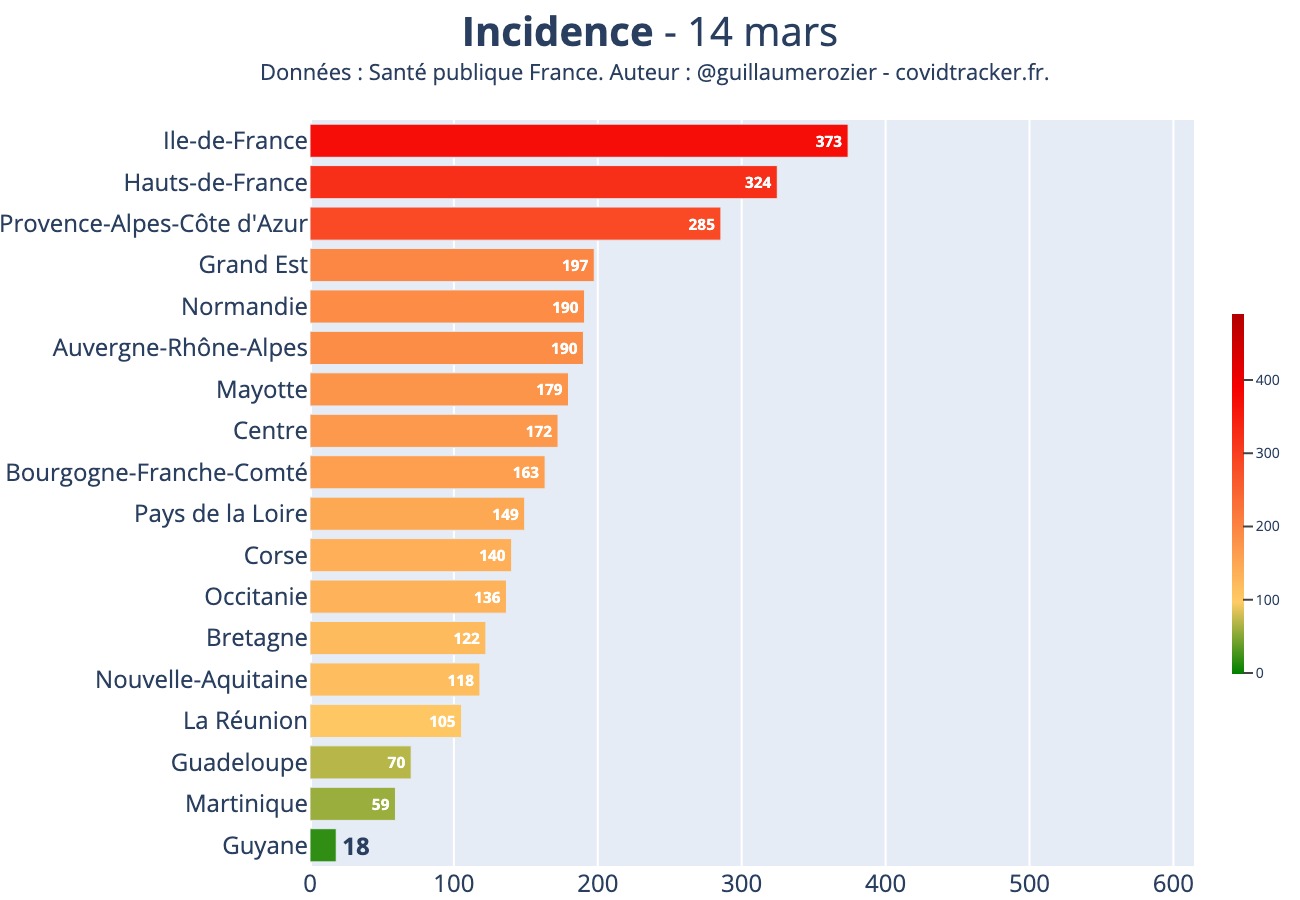 Incidence - 14 mars
Données : Santé publique France. Auteur : @guillaumerozier - covidtracker.fr.
Ile-de-France 373
Hauts-de-France 324
Provence-Alpes-Côte d'Azur 285
Grand Est 197
Normandie 190
Auvergne-Rhône-Alpes 190
Mayotte 179
Centre 172
Bourgogne-Franche-Comté 163
Pays de la Loire 149
Corse 140
Occitanie 136
Bretagne 122
Nouvelle-Aquitaine 118
La Réunion 105
Guadeloupe 70
Martinique 59
Guyane 18
0 100 200 300 400 500 600
400
300
200
100
0